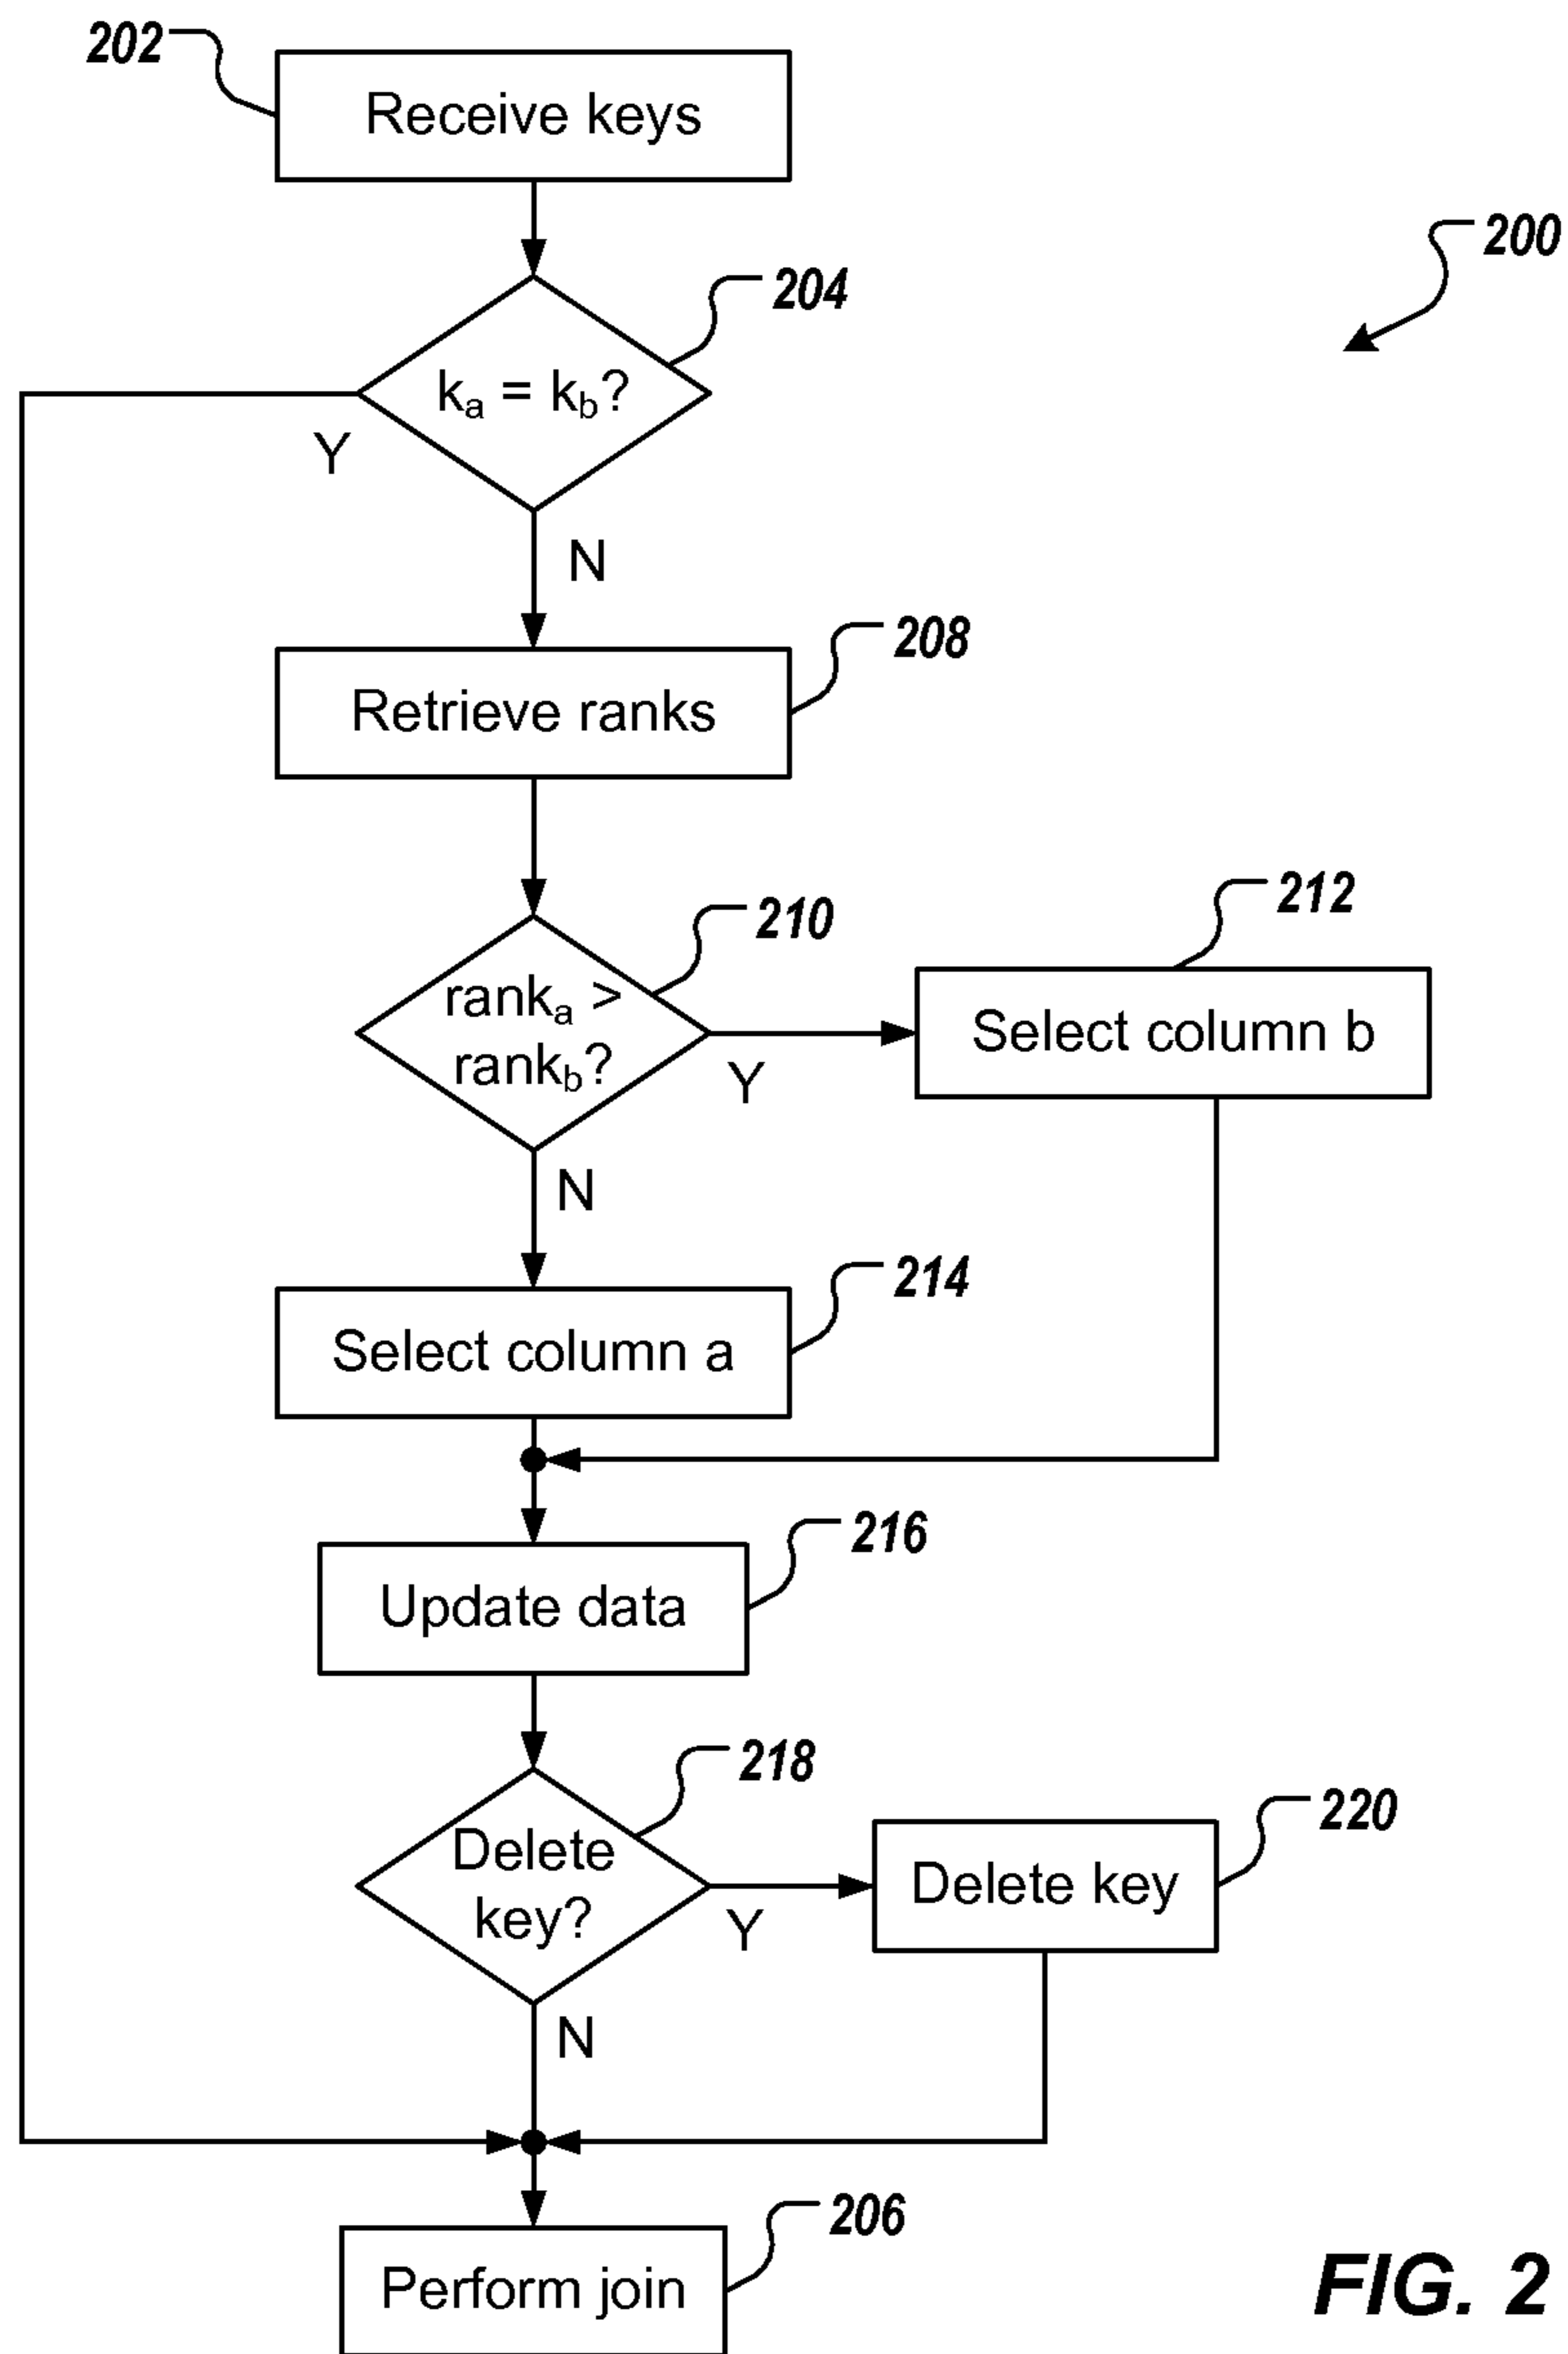 202
Receive keys
200
204
ka = kb?
Y
N
208
Retrieve ranks
210
212
ranka >
rankb?
Select column b
Y
N
214
Select column a
216
Update data
218
220
Delete
key?
Delete key
Y
N
206
Perform join
FIG. 2